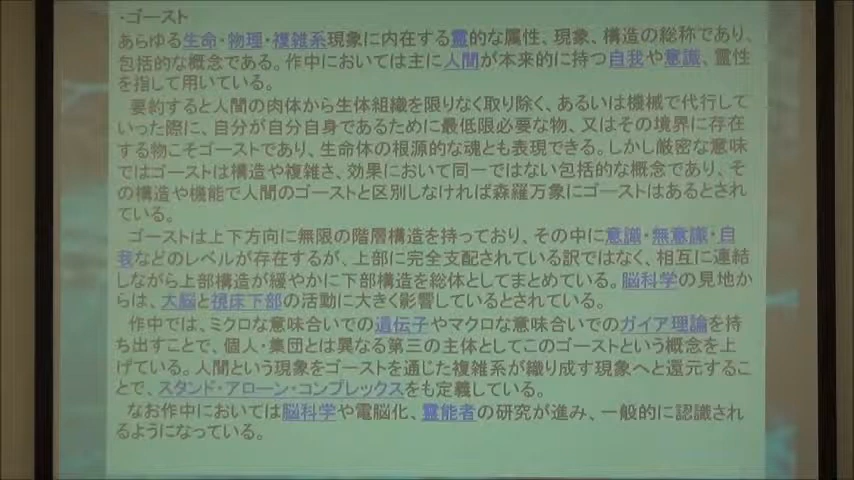 ・ゴースト
あらゆる生命・物理・複雑系現象に内在する霊的な属性、現象、構造の総称であり、
包括的な概念である。作中においては主に人間が本来的に持つ自我や意識、霊性
を指して用いている。
要約すると人間の肉体から生体組織を限りなく取り除く、あるいは機械で代行して
いった際に、自分が自分自身であるために最低限必要な物、又はその境界に存在
する物こそゴーストであり、生命体の根源的な魂とも表現できる。しかし厳密な意味
ではゴーストは構造や複雑さ、効果において同一ではない包括的な概念であり、そ
の構造や機能で人間のゴーストと区別しなければ森羅万象にゴーストはあるとされ
ている。
ゴーストは上下方向に無限の階層構造を持っており、その中に意識・無意識・自
我などのレベルが存在するが、上部に完全支配されている訳ではなく、相互に連結
しながら上部構造が緩やかに下部構造を総体としてまとめている。脳科学の見地か
らは、大脳と視床下部の活動に大きく影響しているとされている。
作中では、ミクロな意味合いでの遺伝子やマクロな意味合いでのガイア理論を持
ち出すことで、個人・集団とは異なる第三の主体としてこのゴーストという概念を上
げている。人間という現象をゴーストを通じた複雑系が織り成す現象へと還元するこ
とで、スタンド・アローン・コンプレックスをも定義している。
なお作中においては脳科学や電脳化、霊能者の研究が進み、一般的に認識され
るようになっている。